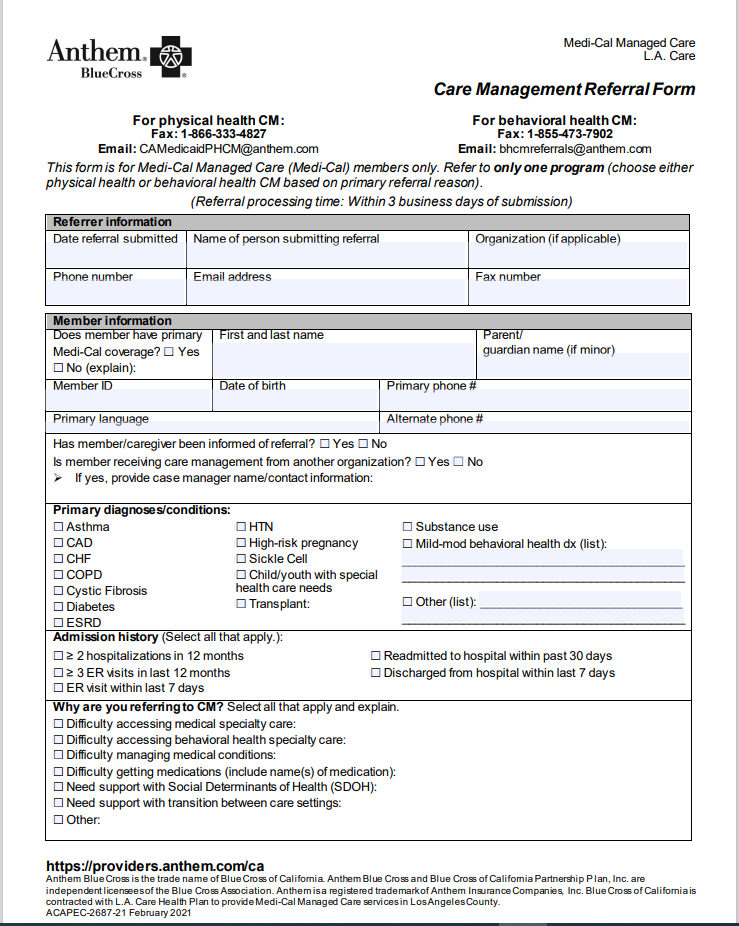 Anthem®
BlueCross
Medi-Cal Managed Care
L.A. Care
Care Management Referral Form
For physical health CM:
Fax: 1-866-333-4827
Email: CAMedicaidPHCM@anthem.com
For behavioral health CM:
Fax: 1-855-473-7902
Email: bhcmreferrals@anthem.com
This form is for Medi-Cal Managed Care (Medi-Cal) members only. Refer to only one program (choose either
physical health or behavioral health CM based on primary referral reason).
(Referral processing time: Within 3 business days of submission)
Referrer information
Date referral submitted
Name of person submitting referral
Organization (if applicable)
Phone number
Email address
Fax number
Member information
Does member have primary
Medi-Cal coverage? ☐ Yes
☐ No (explain):
First and last name
Parent/
guardian name (if minor)
Member ID
Date of birth
Primary phone #
Primary language
Alternate phone #
Has member/caregiver been informed of referral? ☐ Yes ☐ No
Is member receiving care management from another organization? ☐ Yes ☐ No
➢ If yes, provide case manager name/contact information:
Primary diagnoses/conditions:
☐ Asthma
☐ CAD
☐ CHF
☐ COPD
☐ Cystic Fibrosis
☐ Diabetes
☐ ESRD
☐ HTN
☐ High-risk pregnancy
☐ Sickle Cell
☐ Child/youth with special
health care needs
☐ Transplant:
☐ Substance use
☐ Mild-mod behavioral health dx (list):
☐ Other (list):
Admission history (Select all that apply.):
☐ ≥ 2 hospitalizations in 12 months
☐ ≥ 3 ER visits in last 12 months
☐ ER visit within last 7 days
☐ Readmitted to hospital within past 30 days
☐ Discharged from hospital within last 7 days
Why are you referring to CM? Select all that apply and explain.
☐ Difficulty accessing medical specialty care:
☐ Difficulty accessing behavioral health specialty care:
☐ Difficulty managing medical conditions:
☐ Difficulty getting medications (include name(s) of medication):
☐ Need support with Social Determinants of Health (SDOH):
☐ Need support with transition between care settings:
☐ Other:
https://providers.anthem.com/ca
Anthem Blue Cross is the trade name of Blue Cross of California. Anthem Blue Cross and Blue Cross of California Partnership Plan, Inc. are
independent licensees of the Blue Cross Association. Anthem is a registered trademark of Anthem Insurance Companies, Inc. Blue Cross of California is
contracted with L.A. Care Health Plan to provide Medi-Cal Managed Care services in Los Angeles County.
ACAPEC-2687-21 February 2021